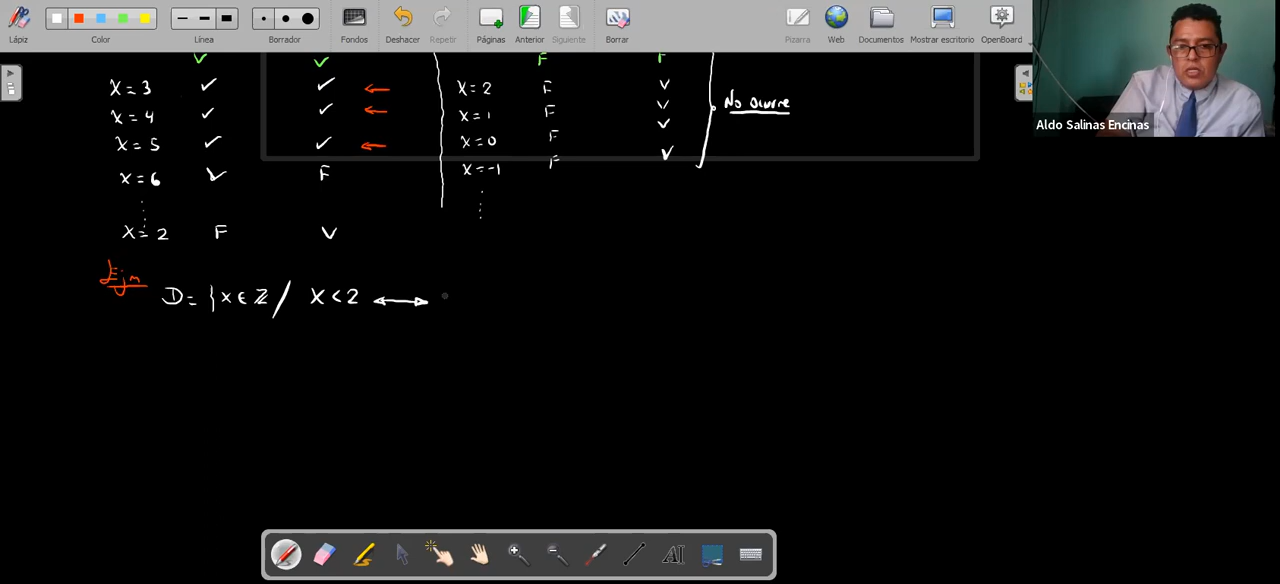 Lápiz Color Línea Borrador Fondos Deshacer Repetir Páginas Anterior Siguiente Borrar Pizarra Web Documentos Mostrar escritorio OpenBoard
Aldo Salinas Encinas
V V F F
x = 3 ✓ ✓ ← x = 2 F V
x = 4 ✓ ✓ ← x = 1 F V No ocurre
x = 5 ✓ ✓ ← x = 0 F V
x = 6 ✓ F x = -1 F V
x = 2 F V
Ejm
D = { x ∈ ℤ / x < 2 ↔
AI